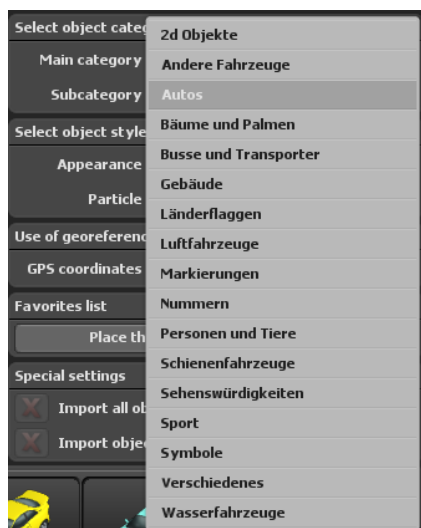 Select object categ
2d Objekte
Main category
Andere Fahrzeuge
Subcategory
Autos
Select object style
Bäume und Palmen
Appearance
Busse und Transporter
Particle
Gebäude
Länderflaggen
Use of georeferenc
Luftfahrzeuge
GPS coordinates
Markierungen
Favorites list
Nummern
Place th
Personen und Tiere
Special settings
Schienenfahrzeuge
Import all ob
Sehenswürdigkeiten
Sport
Import objec
Symbole
Verschiedenes
Wasserfahrzeuge